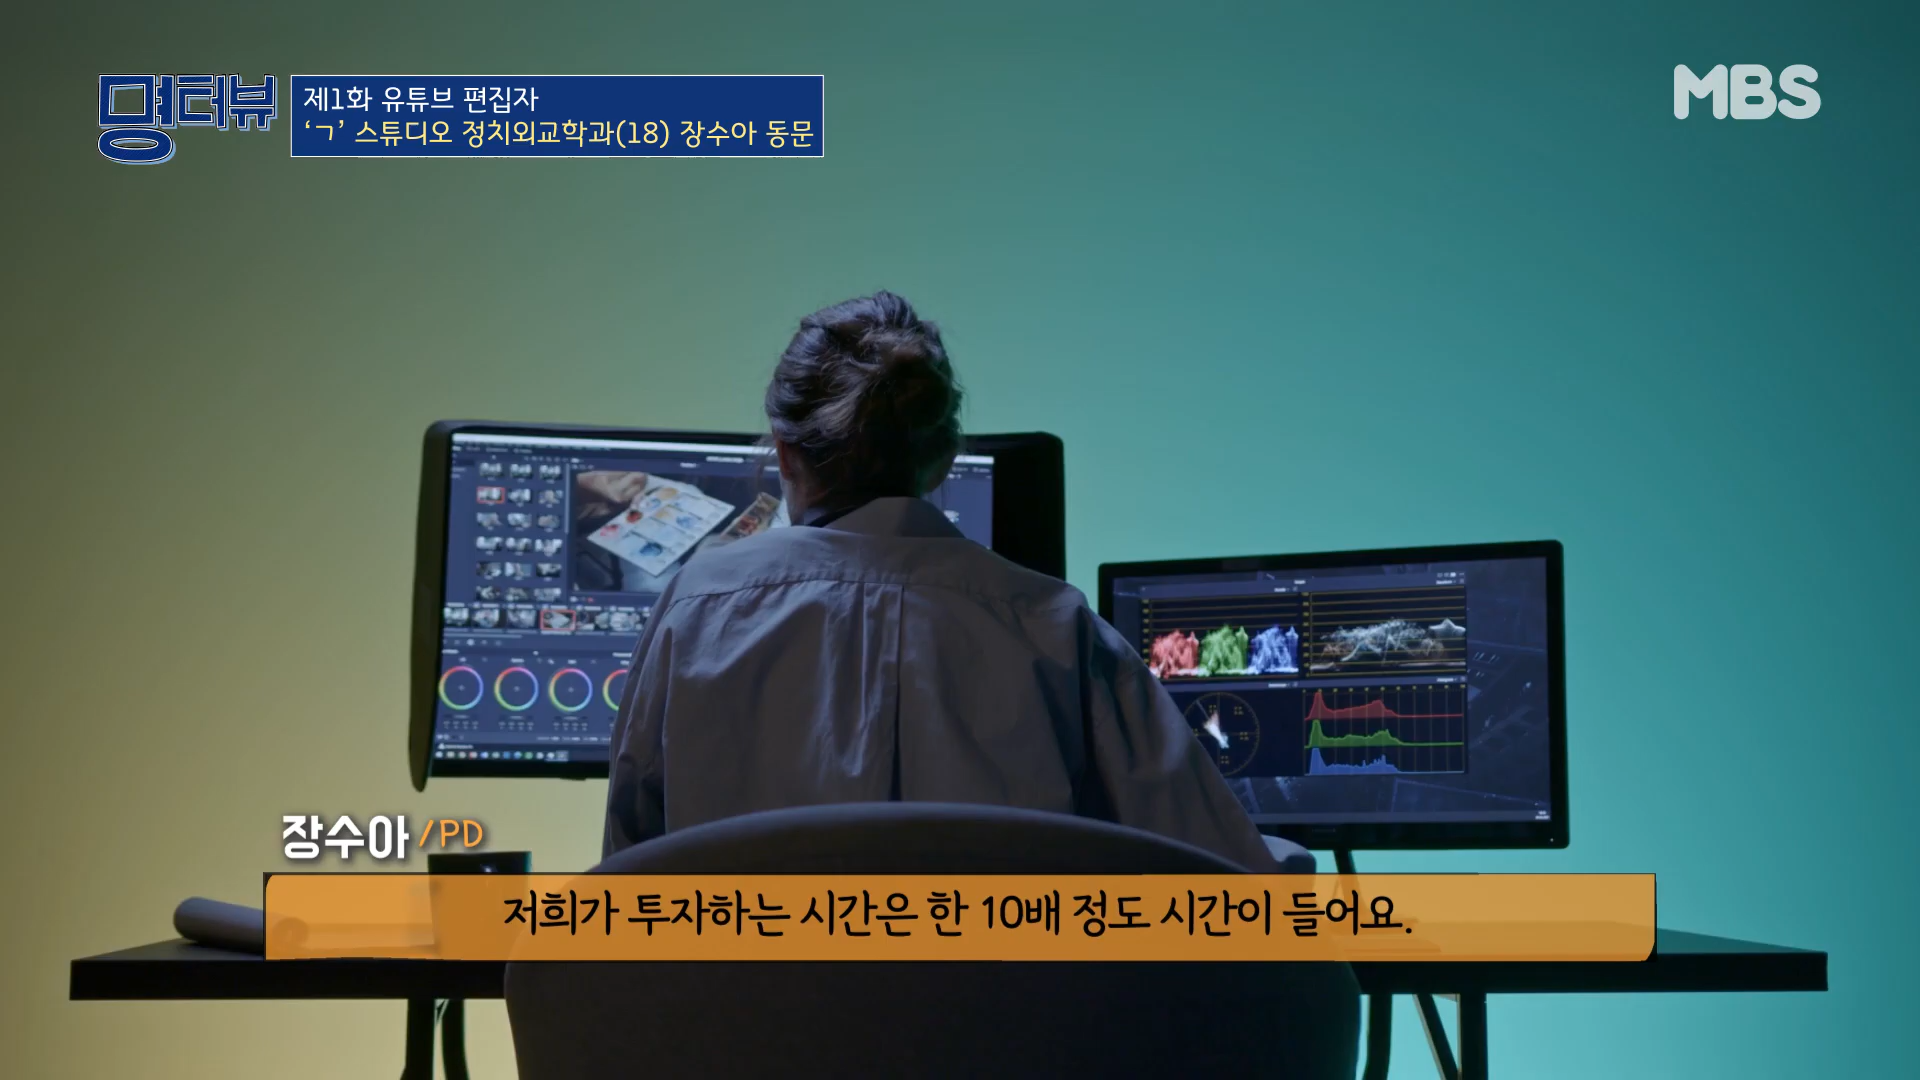 명터뷰
제1화 유튜브 편집자
‘ㄱ’ 스튜디오 정치외교학과(18) 장수아 동문
MBS
장수아 /PD
저희가 투자하는 시간은 한 10배 정도 시간이 들어요.